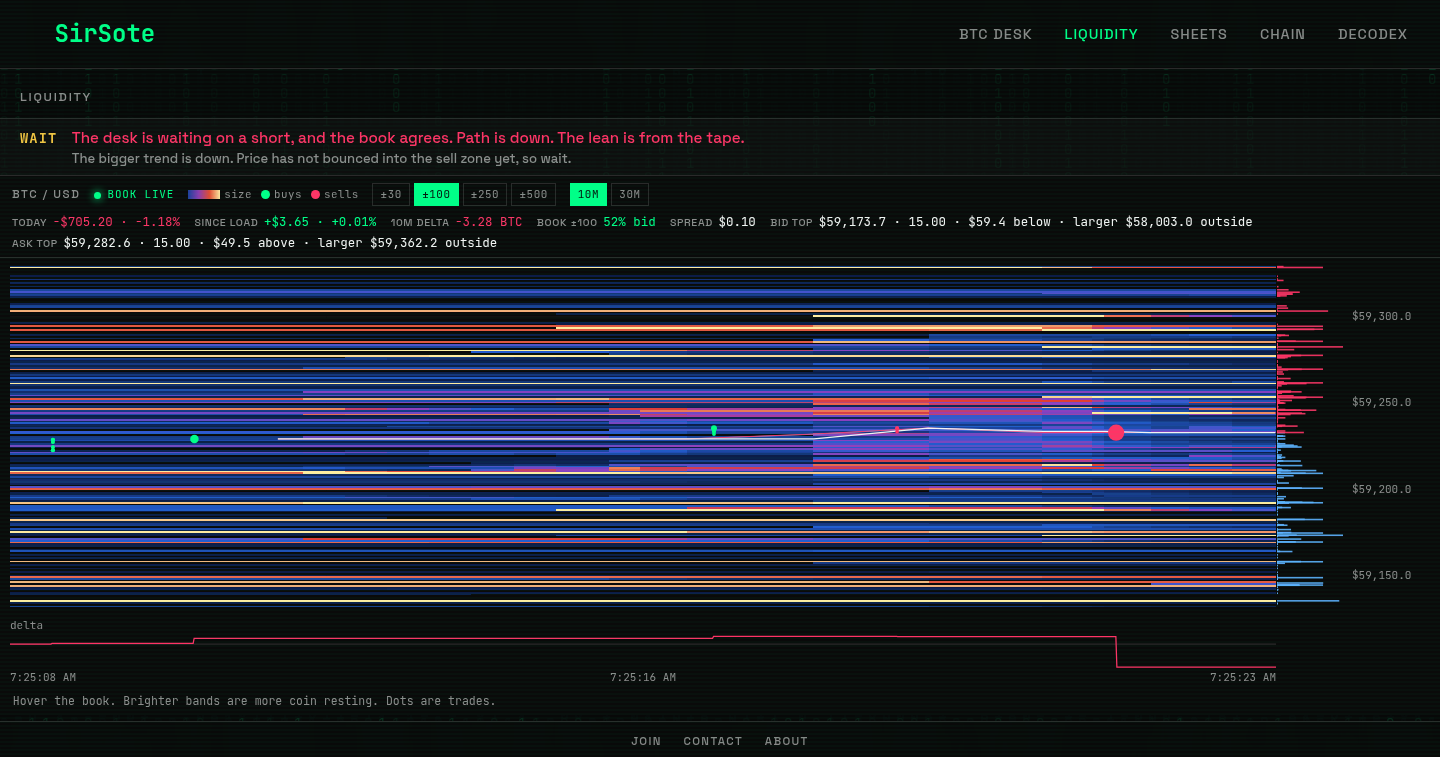 SirSote
BTC DESK LIQUIDITY SHEETS CHAIN DECODEX
LIQUIDITY
WAIT The desk is waiting on a short, and the book agrees. Path is down. The lean is from the tape.
The bigger trend is down. Price has not bounced into the sell zone yet, so wait.
BTC / USD BOOK LIVE size buys sells ±30 ±100 ±250 ±500 10M 30M
TODAY -$705.20 · -1.18% SINCE LOAD +$3.65 · +0.01% 10M DELTA -3.28 BTC BOOK ±100 52% bid SPREAD $0.10 BID TOP $59,173.7 · 15.00 · $59.4 below · larger $58,003.0 outside
ASK TOP $59,282.6 · 15.00 · $49.5 above · larger $59,362.2 outside
$59,300.0
$59,250.0
$59,200.0
$59,150.0
delta
7:25:08 AM 7:25:16 AM 7:25:23 AM
Hover the book. Brighter bands are more coin resting. Dots are trades.
JOIN CONTACT ABOUT